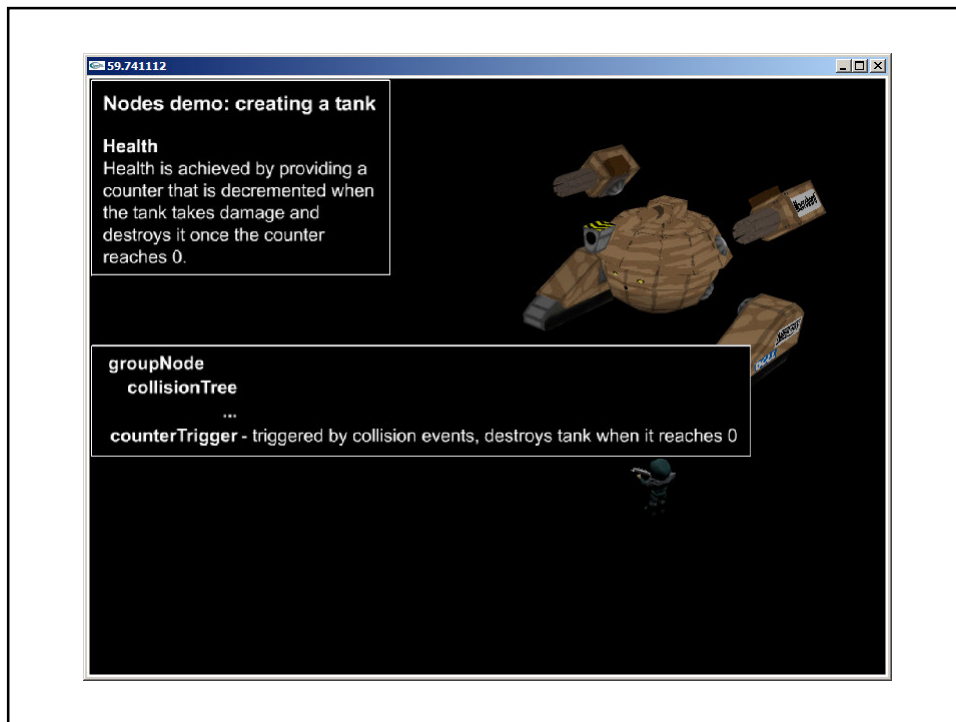 59.741112
Nodes demo: creating a tank
Health
Health is achieved by providing a
counter that is decremented when
the tank takes damage and
destroys it once the counter
reaches 0.
groupNode
collisionTree
...
counterTrigger - triggered by collision events, destroys tank when it reaches 0